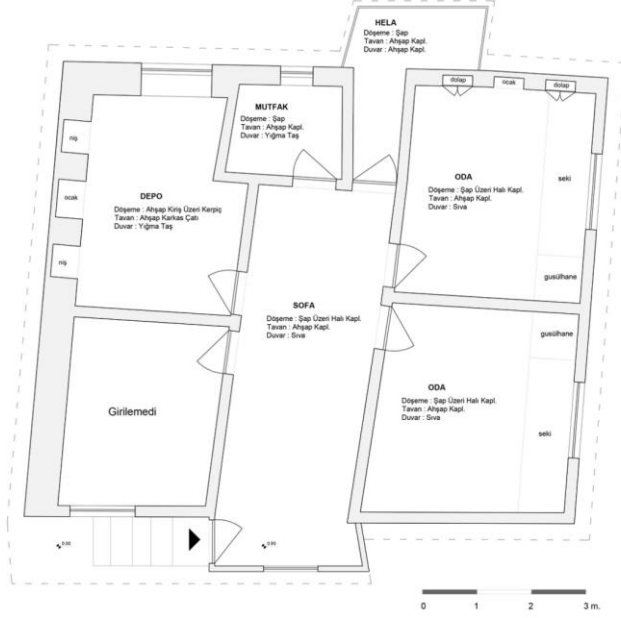 HELA
Döşeme : Şap
Tavan : Ahşap Kapl.
Duvar : Ahşap Kapl.
MUTFAK
Döşeme : Şap
Tavan : Ahşap Kapl.
Duvar : Yığma Taş
dolap
ocak
dolap
niş
ocak
niş
DEPO
Döşeme : Ahşap Kiriş Üzeri Kerpiç
Tavan : Ahşap Karkas Çatı
Duvar : Yığma Taş
ODA
Döşeme : Şap Üzeri Halı Kapl.
Tavan : Ahşap Kapl.
Duvar : Sıva
seki
gusülhane
SOFA
Döşeme : Şap Üzeri Halı Kapl.
Tavan : Ahşap Kapl.
Duvar : Sıva
gusülhane
ODA
Döşeme : Şap Üzeri Halı Kapl.
Tavan : Ahşap Kapl.
Duvar : Sıva
seki
Girilemedi
0 1 2 3 m.